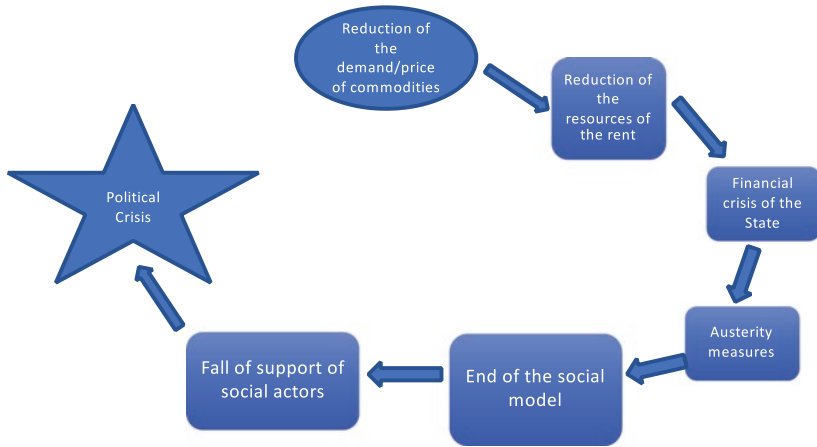 Reduction of
the
demand/price
of commodities
Reduction of
the
resources of
the rent
Financial
crisis of the
State
Austerity
measures
End of the social
model
Fall of support of
social actors
Political
Crisis